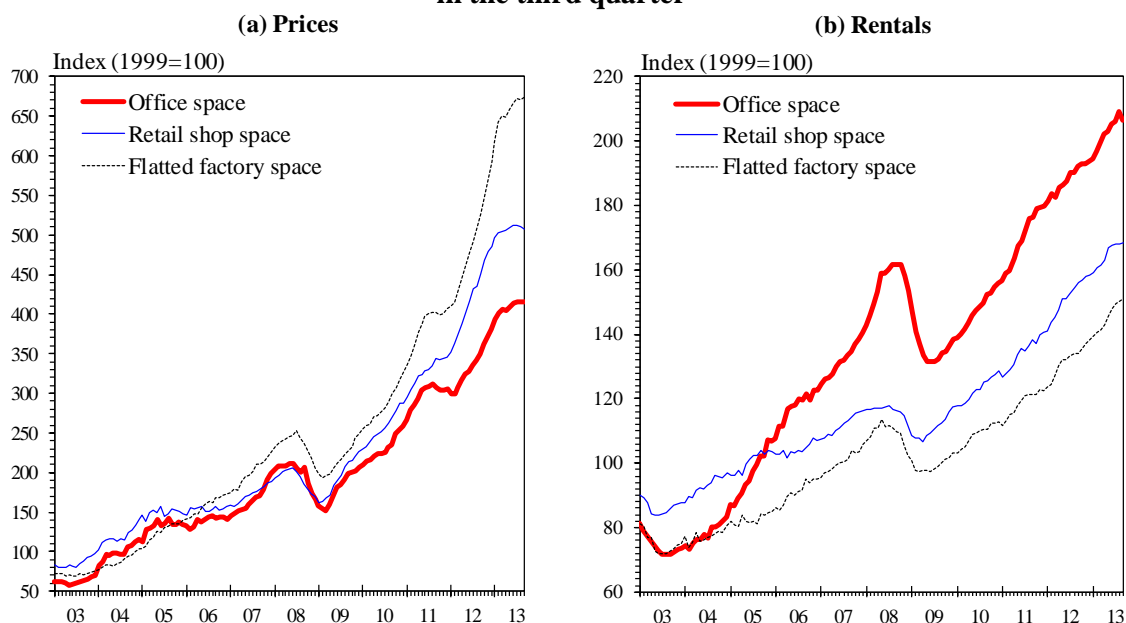 in the third quarter
(a) Prices
Index (1999=100)
700
650
600
550
500
450
400
350
300
250
200
150
100
50
Office space
Retail shop space
Flatted factory space
03 04 05 06 07 08 09 10 11 12 13
(b) Rentals
Index (1999=100)
220
200
180
160
140
120
100
80
60
Office space
Retail shop space
Flatted factory space
03 04 05 06 07 08 09 10 11 12 13